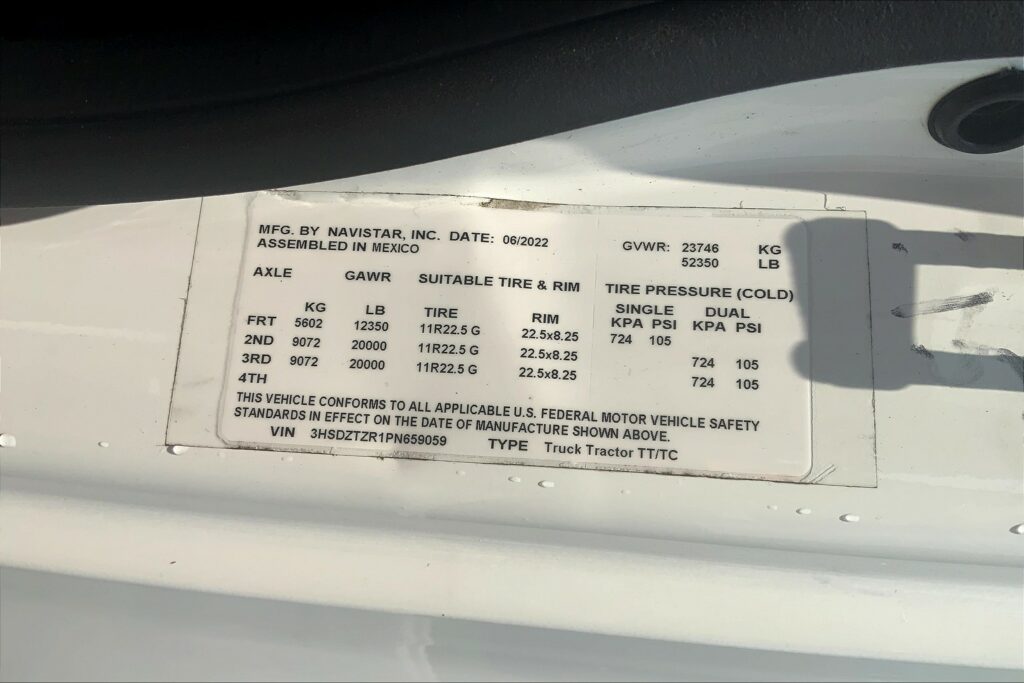 MFG. BY NAVISTAR, INC. DATE: 06/2022 GVWR: 23746 KG
ASSEMBLED IN MEXICO 52350 LB
AXLE GAWR SUITABLE TIRE & RIM TIRE PRESSURE (COLD)
SINGLE DUAL
KG LB TIRE RIM KPA PSI KPA PSI
FRT 5602 12350 11R22.5 G 22.5x8.25 724 105
2ND 9072 20000 11R22.5 G 22.5x8.25 724 105
3RD 9072 20000 11R22.5 G 22.5x8.25 724 105
4TH
THIS VEHICLE CONFORMS TO ALL APPLICABLE U.S. FEDERAL MOTOR VEHICLE SAFETY
STANDARDS IN EFFECT ON THE DATE OF MANUFACTURE SHOWN ABOVE.
VIN 3HSDZTZR1PN659059 TYPE Truck Tractor TT/TC